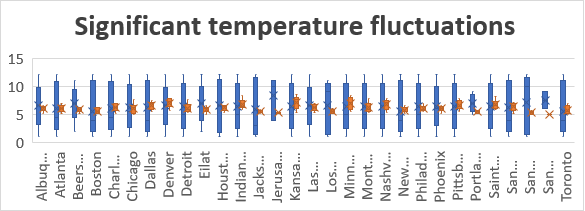 Significant temperature fluctuations
15
10
5
0
Albuq...
Atlanta
Beers...
Boston
Charl...
Chicago
Dallas
Denver
Detroit
Eilat
Houst...
Indian...
Jacks...
Jerusa...
Kansa...
Las...
Los...
Minn...
Mont...
Nashv...
New...
Philad...
Phoenix
Pittsb...
Portla...
Saint...
San...
San...
San...
Toronto